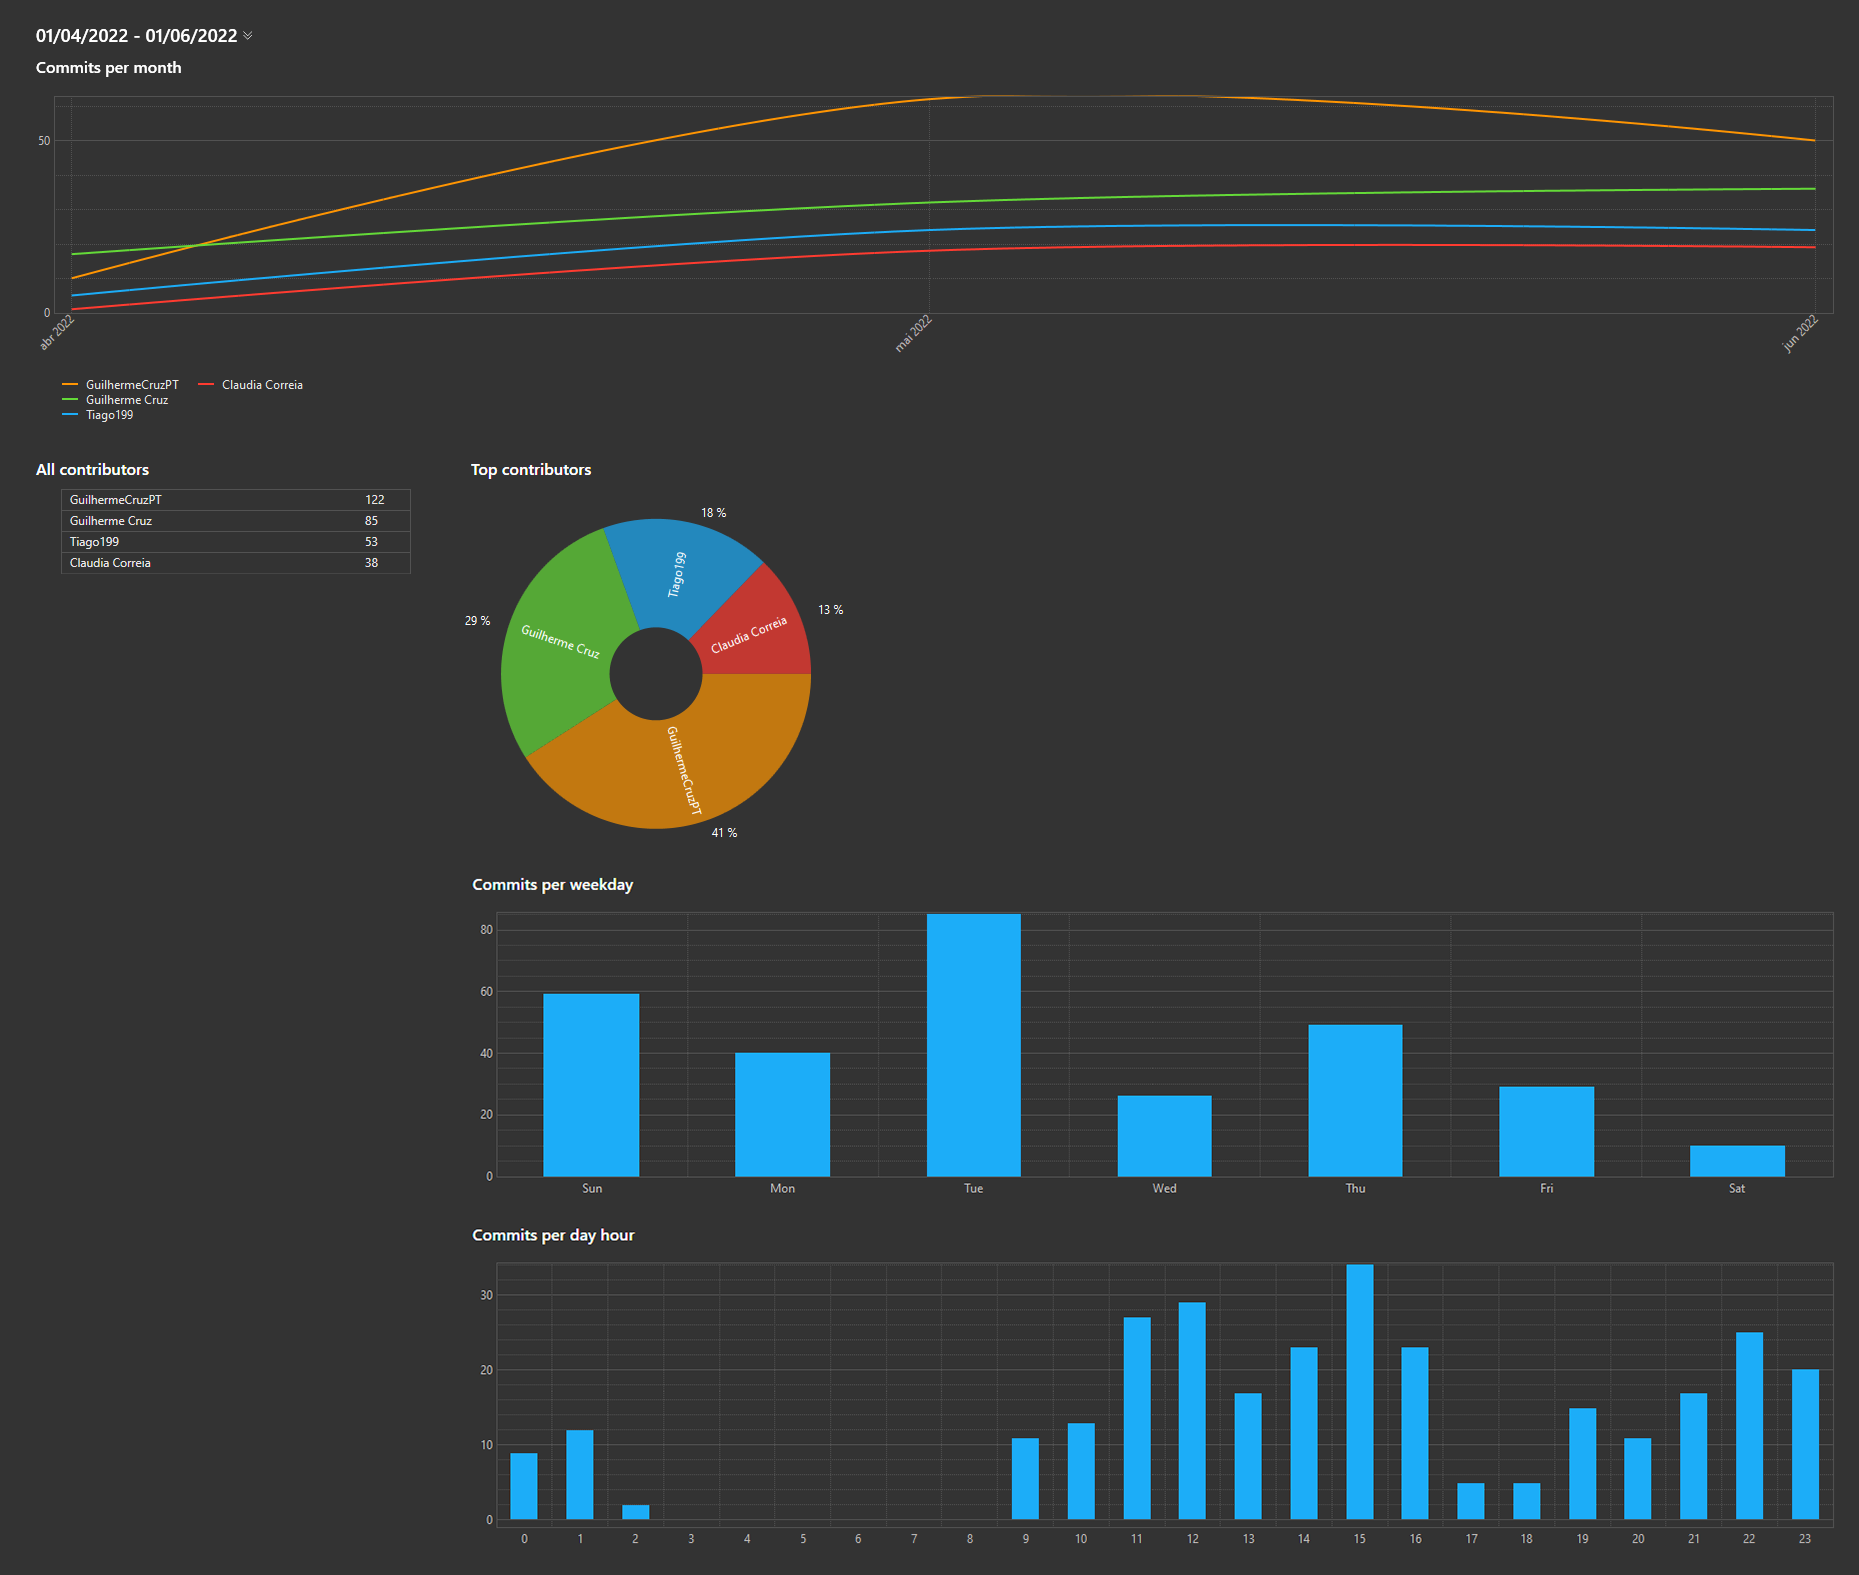 01/04/2022 - 01/06/2022
Commits per month
50
0
abr 2022
mai 2022
jun 2022
GuilhermeCruzPT
Claudia Correia
Guilherme Cruz
Tiago199
All contributors
GuilhermeCruzPT 122
Guilherme Cruz 85
Tiago199 53
Claudia Correia 38
Top contributors
18 %
Tiago199
13 %
Claudia Correia
29 %
Guilherme Cruz
GuilhermeCruzPT
41 %
Commits per weekday
80
60
40
20
0
Sun Mon Tue Wed Thu Fri Sat
Commits per day hour
30
20
10
0
0 1 2 3 4 5 6 7 8 9 10 11 12 13 14 15 16 17 18 19 20 21 22 23